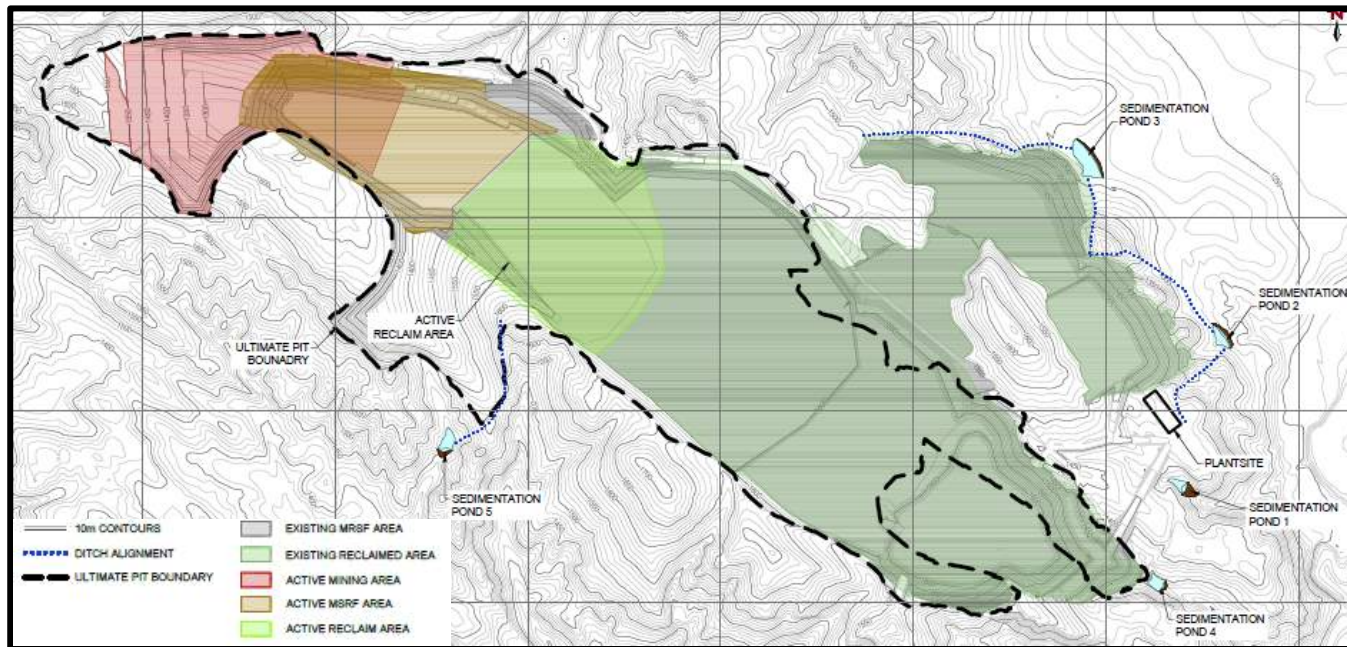 N
SEDIMENTATION
POND 3
SEDIMENTATION
POND 2
ACTIVE
RECLAIM AREA
ULTIMATE PIT
BOUNADRY
PLANTSITE
SEDIMENTATION
POND 5
SEDIMENTATION
POND 1
SEDIMENTATION
POND 4
10m CONTOURS
DITCH ALIGNMENT
ULTIMATE PIT BOUNDARY
EXISTING MRSF AREA
EXISTING RECLAIMED AREA
ACTIVE MINING AREA
ACTIVE MSRF AREA
ACTIVE RECLAIM AREA